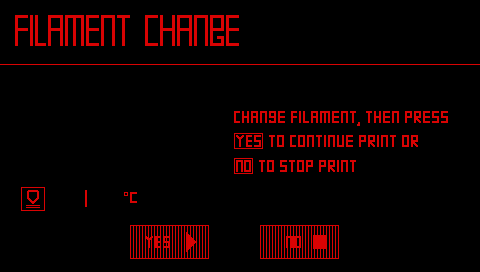 FILAMENT CHANGE
CHANGE FILAMENT, THEN PRESS
YES TO CONTINUE PRINT OR
NO TO STOP PRINT
°C
YES NO